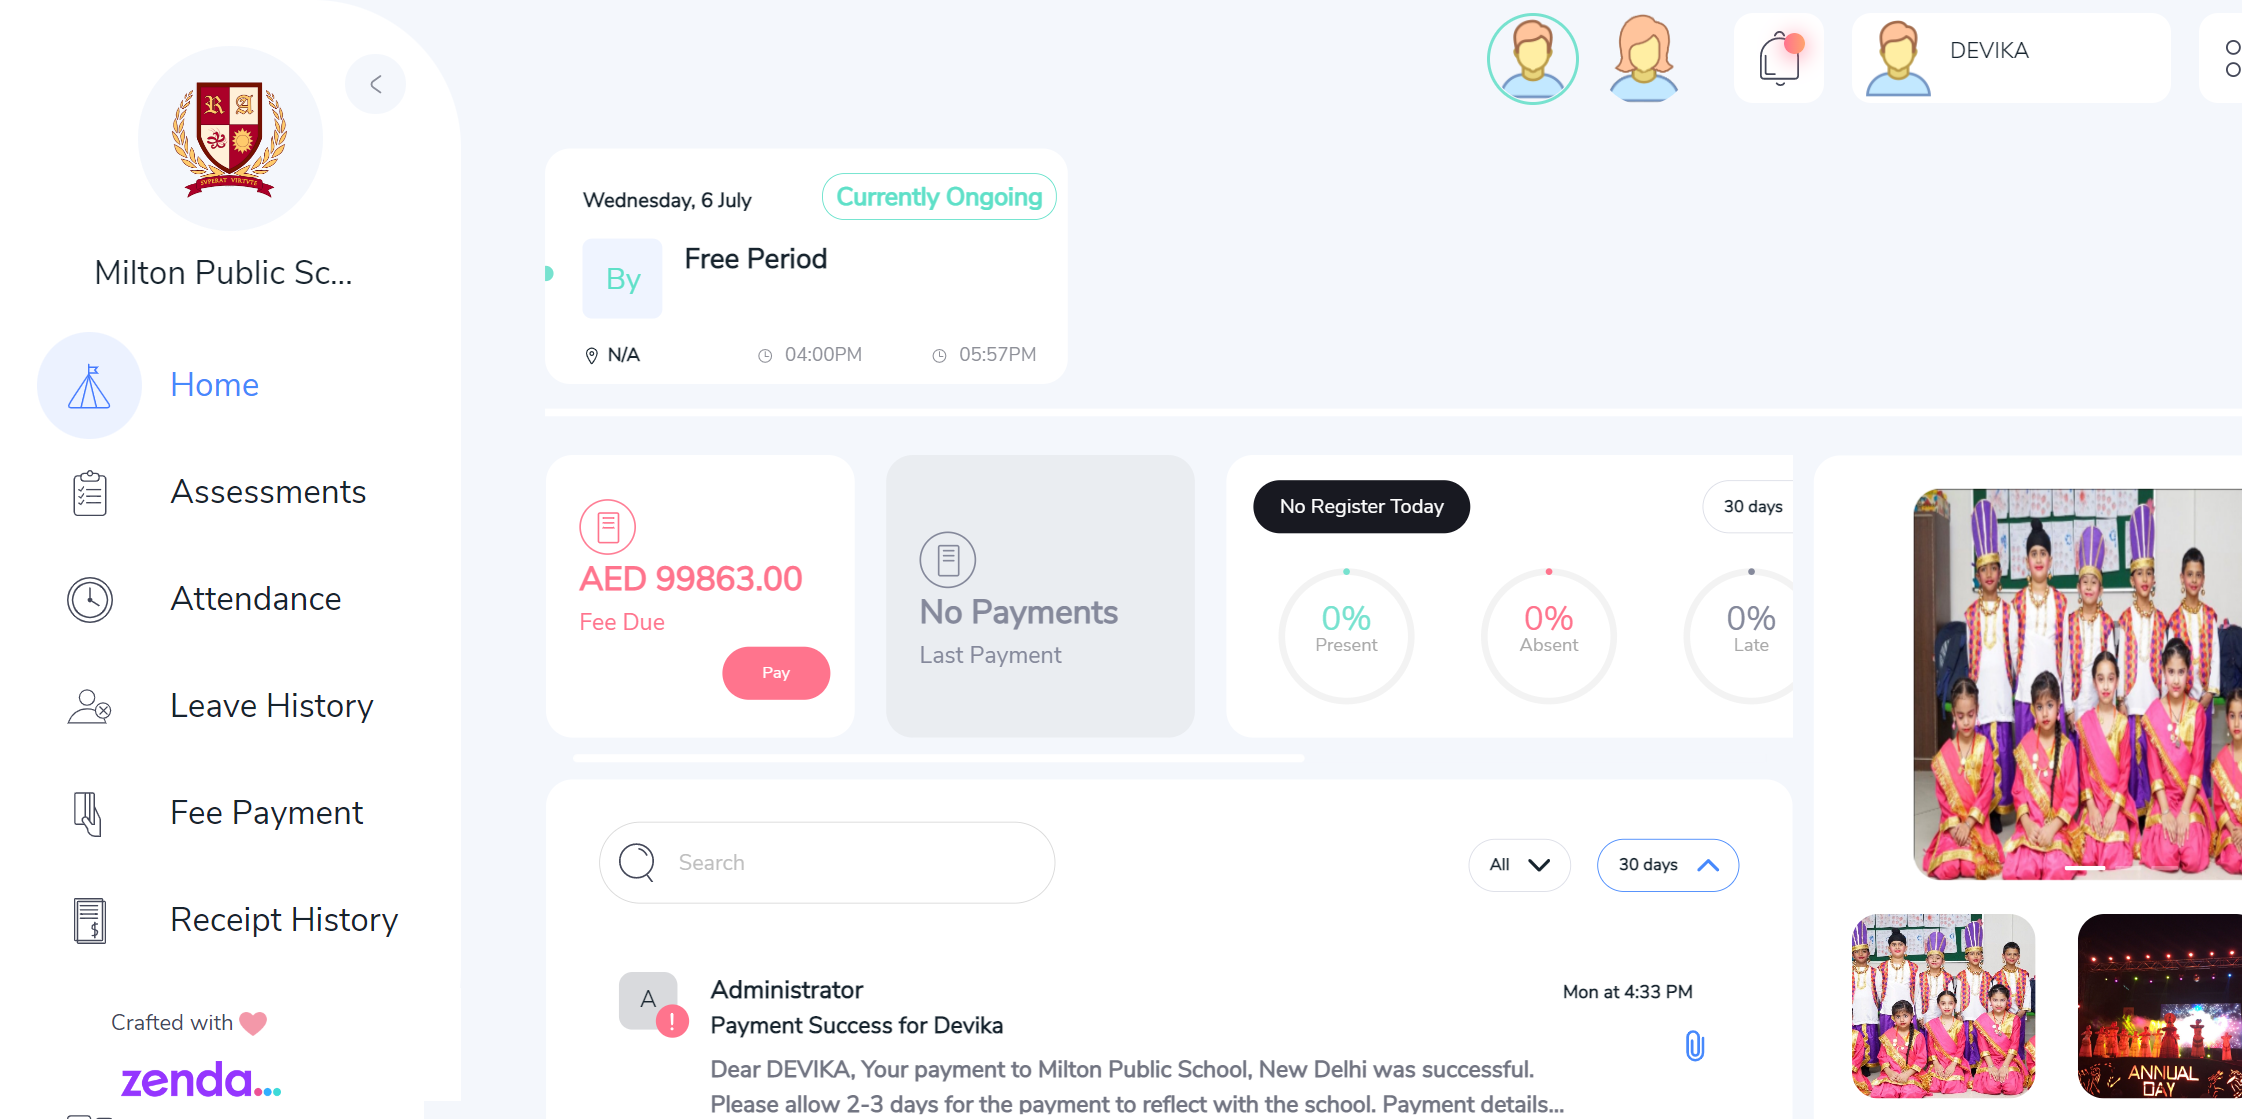 R A
SVPERAT VIRTVTE
Milton Public Sc...
Home
Assessments
Attendance
Leave History
Fee Payment
Receipt History
Crafted with
zenda...
DEVIKA
Wednesday, 6 July
Currently Ongoing
By
Free Period
N/A
04:00PM
05:57PM
AED 99863.00
Fee Due
Pay
No Payments
Last Payment
No Register Today
30 days
0%
Present
0%
Absent
0%
Late
Search
All
30 days
A
!
Administrator
Mon at 4:33 PM
Payment Success for Devika
Dear DEVIKA, Your payment to Milton Public School, New Delhi was successful.
Please allow 2-3 days for the payment to reflect with the school. Payment details...
ANNUAL
DAY